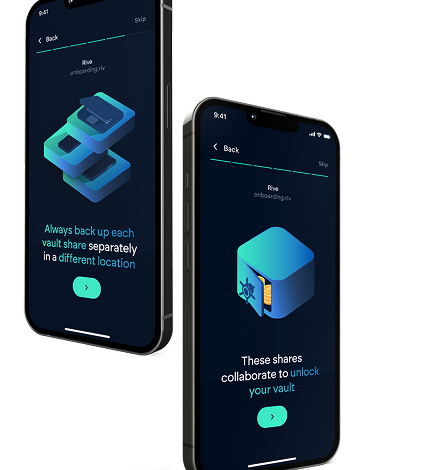 9:41
Skip
Back
Rive
onboarding.riv
Always back up each
vault share separately
in a different location
9:41
Back
Skip
Rive
onboarding.riv
These shares
collaborate to unlock
your vault